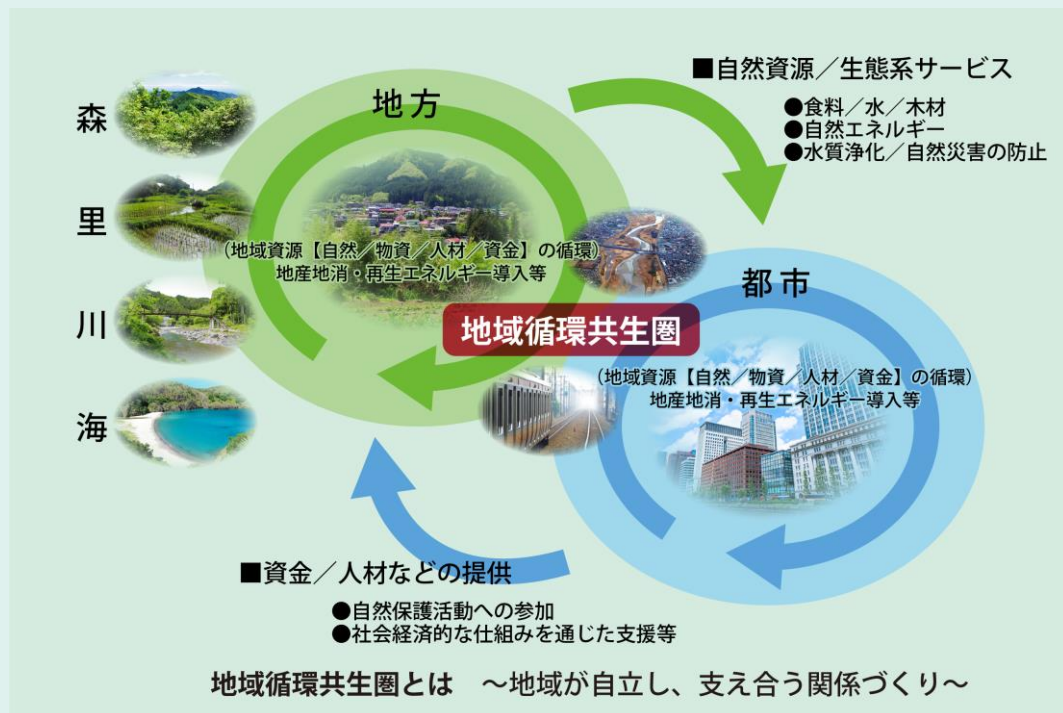 森
里
川
海
地方
(地域資源【自然／物資／人材／資金】の循環)
地産地消・再生エネルギー導入等
■自然資源／生態系サービス
●食料／水／木材
●自然エネルギー
●水質浄化／自然災害の防止
地域循環共生圏
都市
(地域資源【自然／物資／人材／資金】の循環)
地産地消・再生エネルギー導入等
■資金／人材などの提供
●自然保護活動への参加
●社会経済的な仕組みを通じた支援等
地域循環共生圏とは　～地域が自立し、支え合う関係づくり～